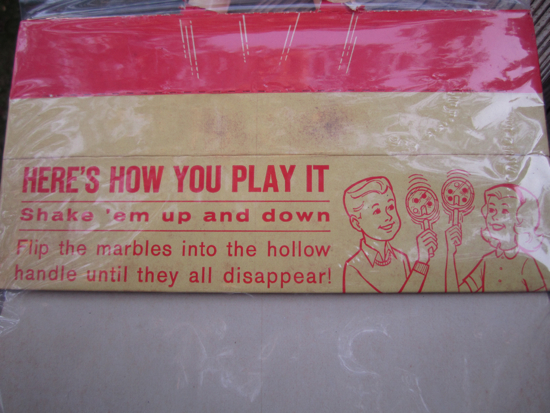 HERE'S HOW YOU PLAY IT
Shake 'em up and down
Flip the marbles into the hollow
handle until they all disappear!